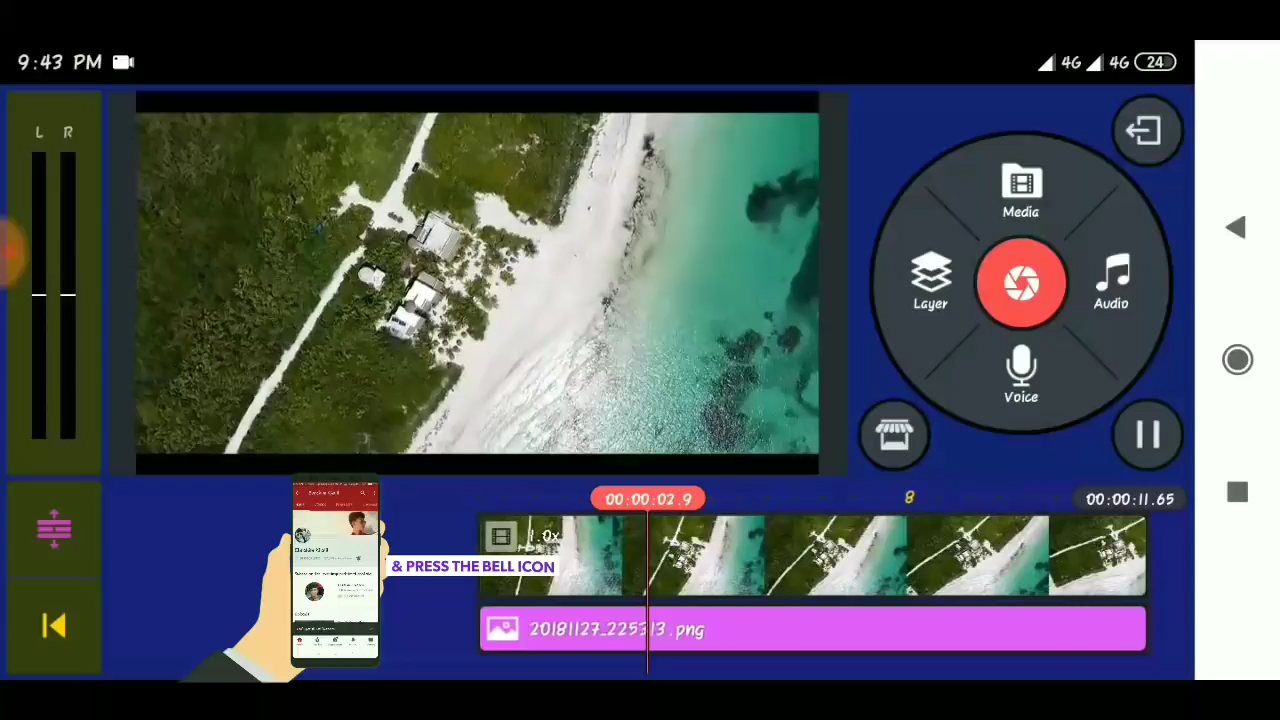 9:43 PM
4G 4G 24
L R
Media
Layer
Audio
Voice
00:00:02.9
8
00:00:11.65
1.0x
& PRESS THE BELL ICON
20181127_225313.png